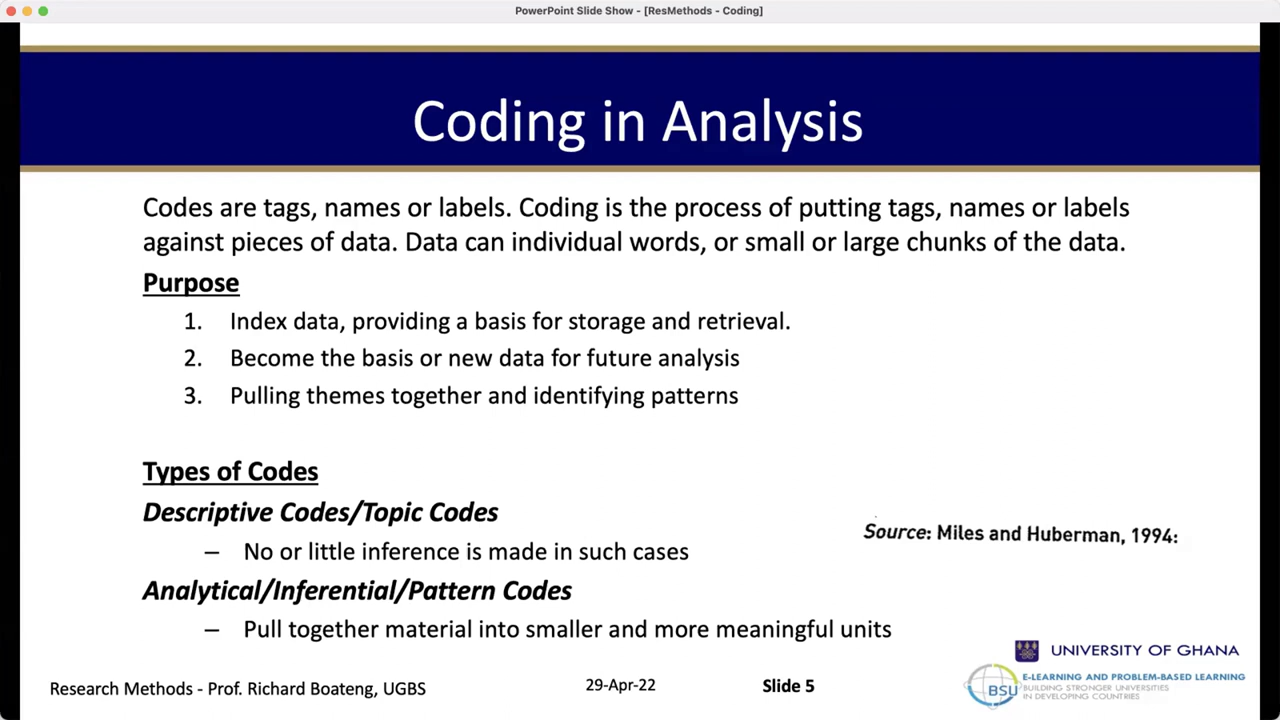 PowerPoint Slide Show - [ResMethods - Coding]
Coding in Analysis
Codes are tags, names or labels. Coding is the process of putting tags, names or labels
against pieces of data. Data can individual words, or small or large chunks of the data.
Purpose
1. Index data, providing a basis for storage and retrieval.
2. Become the basis or new data for future analysis
3. Pulling themes together and identifying patterns
Types of Codes
Descriptive Codes/Topic Codes
– No or little inference is made in such cases
Source: Miles and Huberman, 1994:
Analytical/Inferential/Pattern Codes
– Pull together material into smaller and more meaningful units
UNIVERSITY OF GHANA
BSU
E-LEARNING AND PROBLEM-BASED LEARNING
BUILDING STRONGER UNIVERSITIES
IN DEVELOPING COUNTRIES
Research Methods - Prof. Richard Boateng, UGBS
29-Apr-22
Slide 5